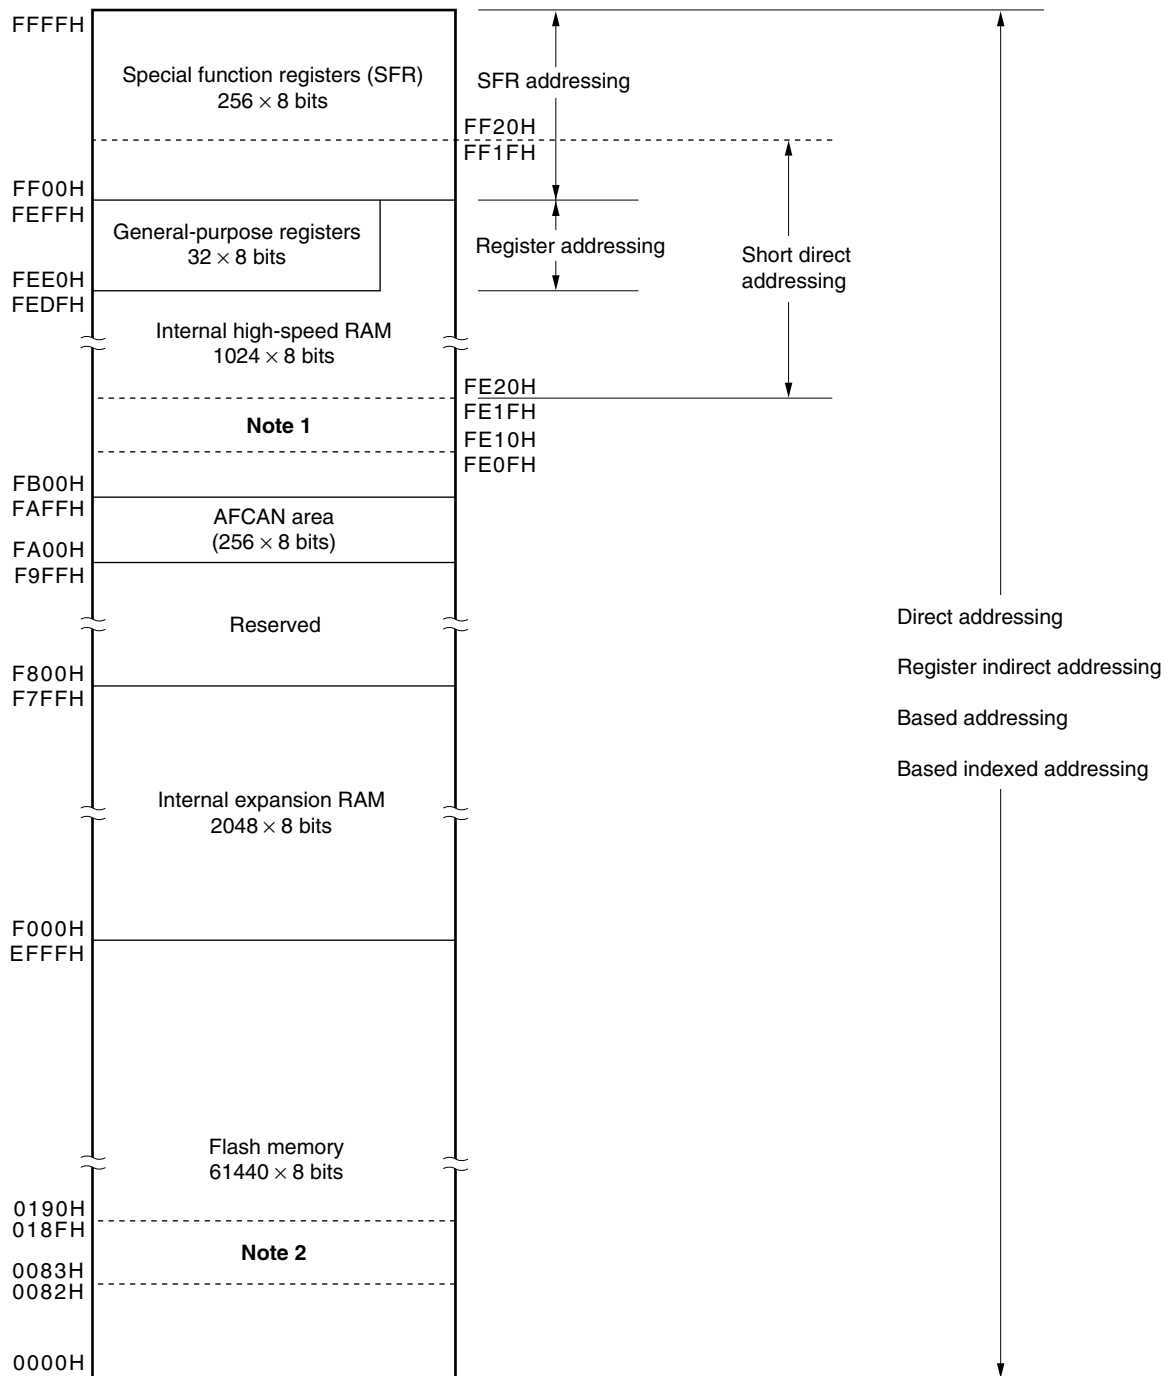 FFFFH
Special function registers (SFR)
256 × 8 bits
SFR addressing
FF20H
FF1FH
FF00H
FEFFH
General-purpose registers
32 × 8 bits
Register addressing
Short direct
addressing
FEE0H
FEDFH
Internal high-speed RAM
1024 × 8 bits
FE20H
FE1FH
Note 1
FE10H
FE0FH
FB00H
FAFFH
AFCAN area
(256 × 8 bits)
FA00H
F9FFH
Reserved
Direct addressing
Register indirect addressing
Based addressing
Based indexed addressing
F800H
F7FFH
Internal expansion RAM
2048 × 8 bits
F000H
EFFFH
Flash memory
61440 × 8 bits
0190H
018FH
Note 2
0083H
0082H
0000H